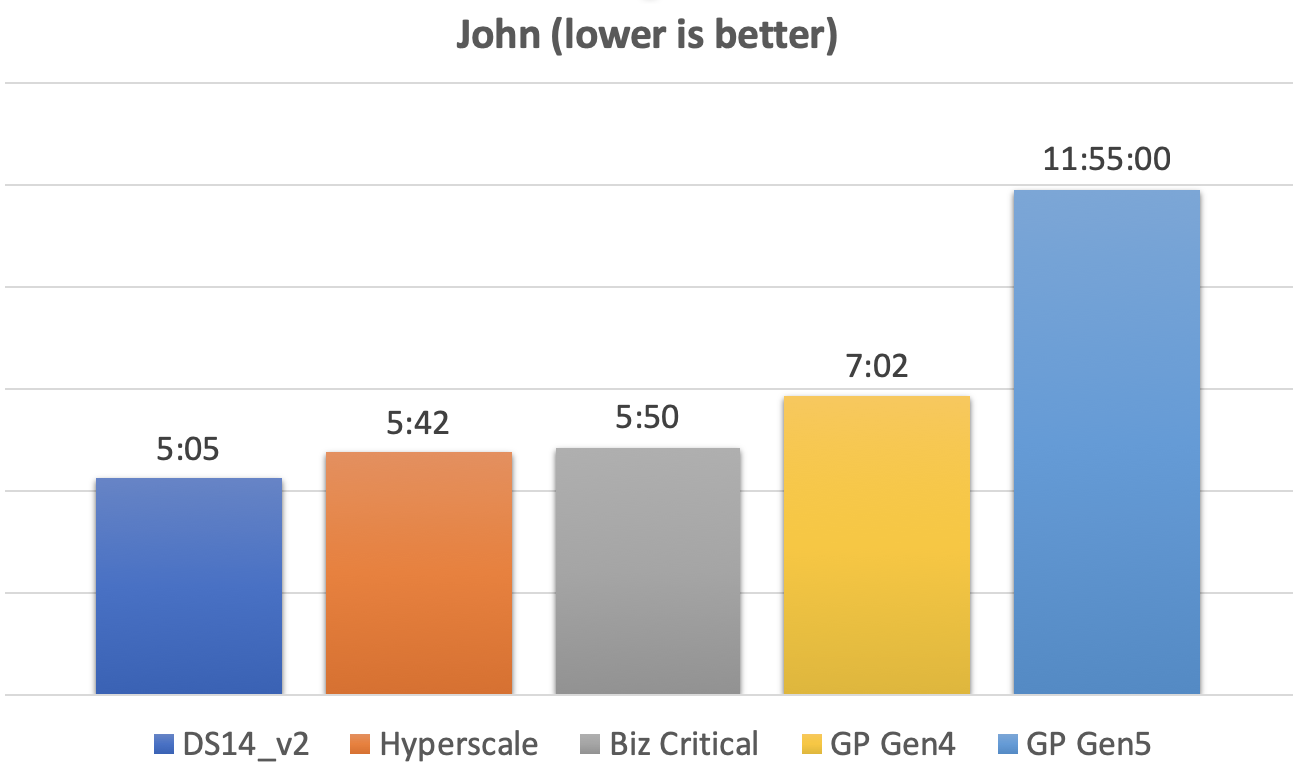 John (lower is better)
11:55:00
7:02
5:50
5:42
5:05
DS14_v2 Hyperscale Biz Critical GP Gen4 GP Gen5